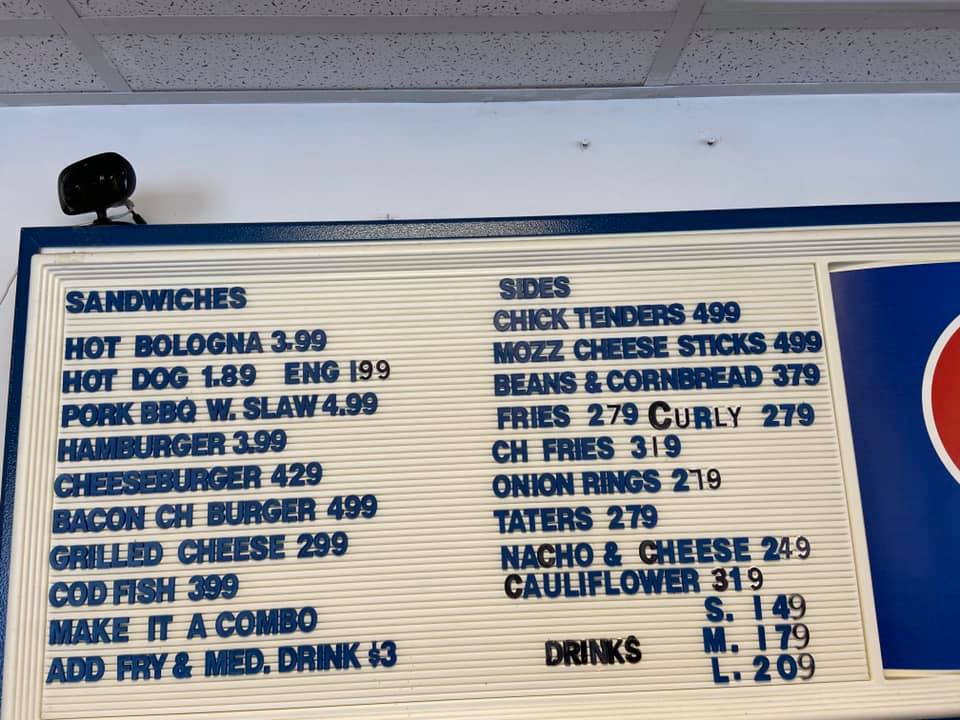 SANDWICHES
HOT BOLOGNA 3.99
HOT DOG 1.89 ENG 199
PORK BBQ W. SLAW 4.99
HAMBURGER 3.99
CHEESEBURGER 429
BACON CH BURGER 499
GRILLED CHEESE 299
COD FISH 399
MAKE IT A COMBO
ADD FRY & MED. DRINK $3
SIDES
CHICK TENDERS 499
MOZZ CHEESE STICKS 499
BEANS & CORNBREAD 379
FRIES 279 CURLY 279
CH FRIES 319
ONION RINGS 279
TATERS 279
NACHO & CHEESE 249
CAULIFLOWER 319
S. 149
DRINKS M. 179
L. 209